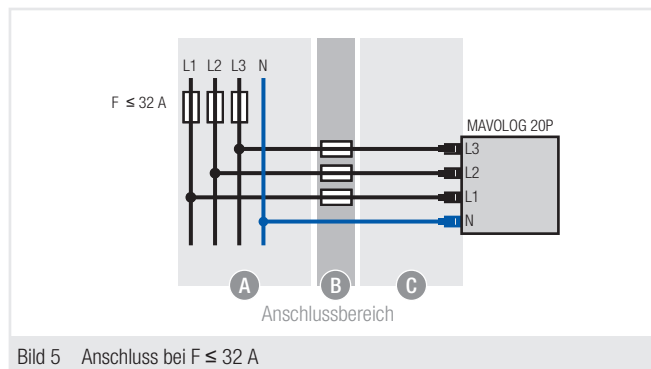 L1 L2 L3 N
F ≤ 32 A
MAVOLOG 20P
L3
L2
L1
N
A B C
Anschlussbereich
Bild 5 Anschluss bei F ≤ 32 A